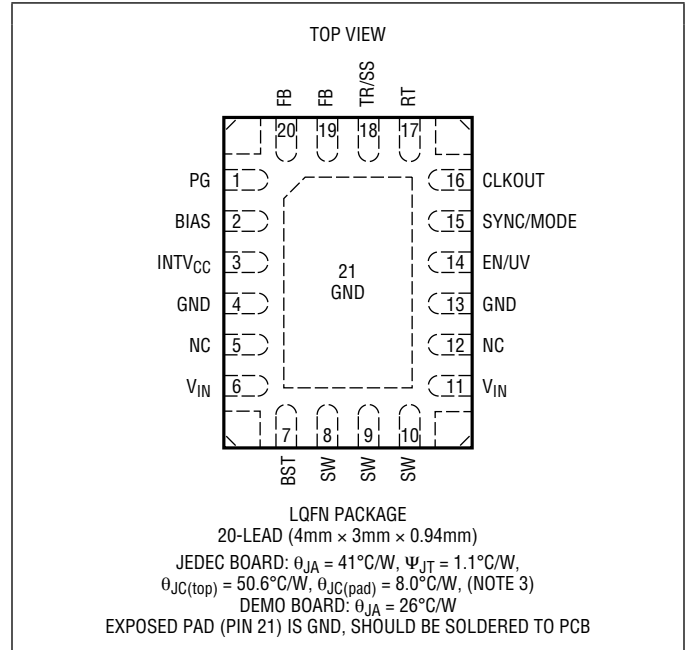 TOP VIEW
FB FB TR/SS RT
20 19 18 17
PG 1 16 CLKOUT
BIAS 2 15 SYNC/MODE
INTVCC 3 14 EN/UV
21
GND
GND 4 13 GND
NC 5 12 NC
VIN 6 11 VIN
7 8 9 10
BST SW SW SW
LQFN PACKAGE
20-LEAD (4mm × 3mm × 0.94mm)
JEDEC BOARD: θJA = 41°C/W, ΨJT = 1.1°C/W,
θJC(top) = 50.6°C/W, θJC(pad) = 8.0°C/W, (NOTE 3)
DEMO BOARD: θJA = 26°C/W
EXPOSED PAD (PIN 21) IS GND, SHOULD BE SOLDERED TO PCB